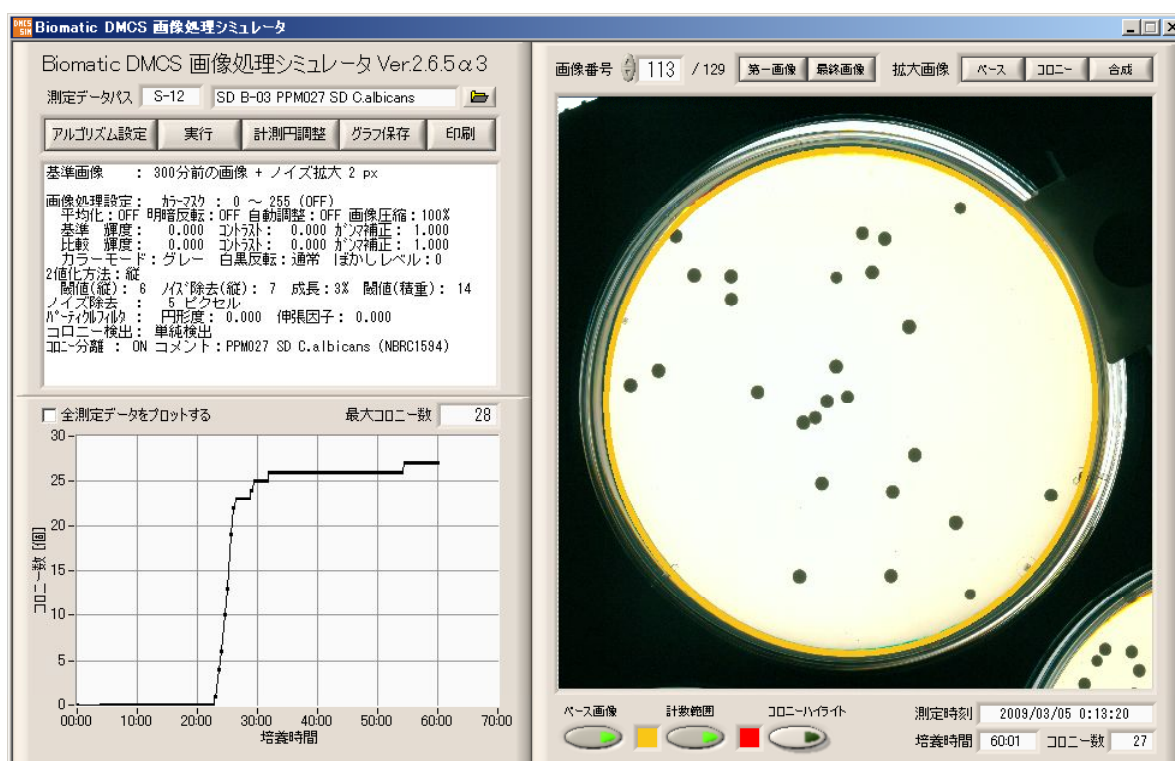 Biomatic DMCS 画像処理シミュレータ
Biomatic DMCS 画像処理シミュレータ Ver.2.6.5α3
測定データパス S-12 SD B-03 PPM027 SD C.albicans
アルゴリズム設定 実行 計測円調整 グラフ保存 印刷
基準画像 : 300分前の画像 + ノイズ拡大 2 px
画像処理設定: カラーマスク : 0 ~ 255 (OFF)
平均化:OFF 明暗反転:OFF 自動調整:OFF 画像圧縮:100%
基準 輝度: 0.000 コントラスト: 0.000 ガンマ補正: 1.000
比較 輝度: 0.000 コントラスト: 0.000 ガンマ補正: 1.000
カラーモード:グレー 白黒反転:通常 ぼかしレベル:0
2値化方法:縦
閾値(縦): 6 ノイズ除去(縦): 7 成長:3% 閾値(積重): 14
ノイズ除去 : 5 ピクセル
パーティクルフィルタ : 円形度: 0.000 伸張因子: 0.000
コロニー検出: 単純検出
コロニー分離 : ON コメント:PPM027 SD C.albicans (NBRC1594)
全測定データをプロットする 最大コロニー数 28
30
25
20
15
10
5
0
コロニー数 [個]
00:00 10:00 20:00 30:00 40:00 50:00 60:00 70:00
培養時間
画像番号 113 / 129 第一画像 最終画像 拡大画像 ベース コロニー 合成
ベース画像 計数範囲 コロニーハイライト
測定時刻 2009/03/05 0:13:20
培養時間 60:01 コロニー数 27